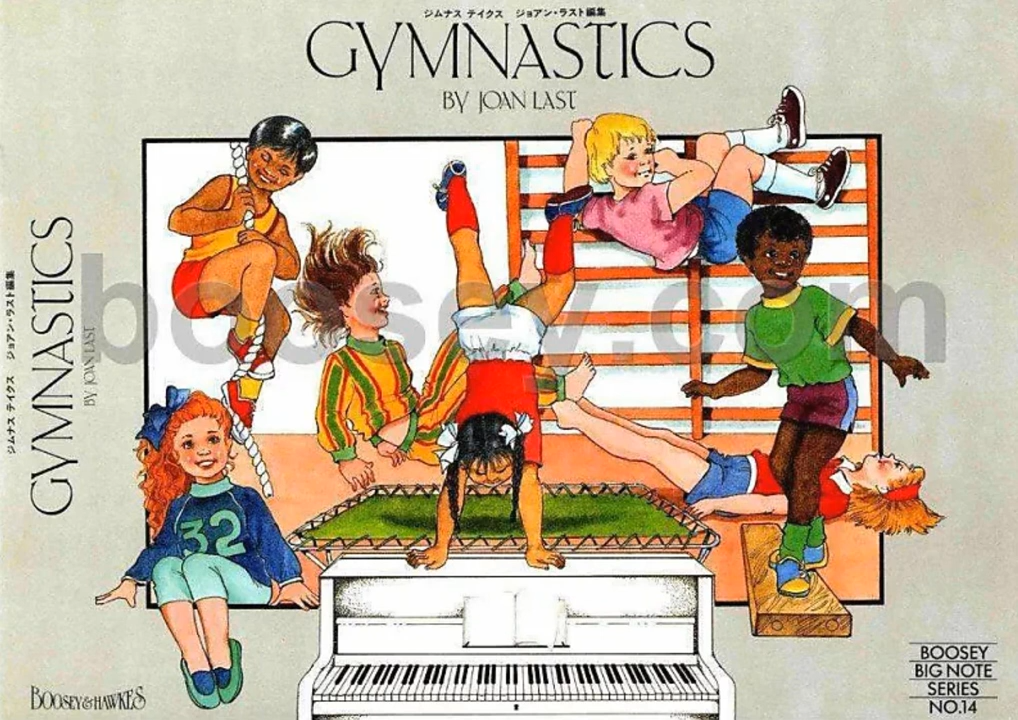 ジムナス テイクス ジョアン・ラスト編集
GYMNASTICS
BY JOAN LAST
ジムナス テイクス ジョアン・ラスト編集
GYMNASTICS
BY JOAN LAST
boosey.com
32
BOOSEY & HAWKES
BOOSEY
BIG NOTE
SERIES
NO.14